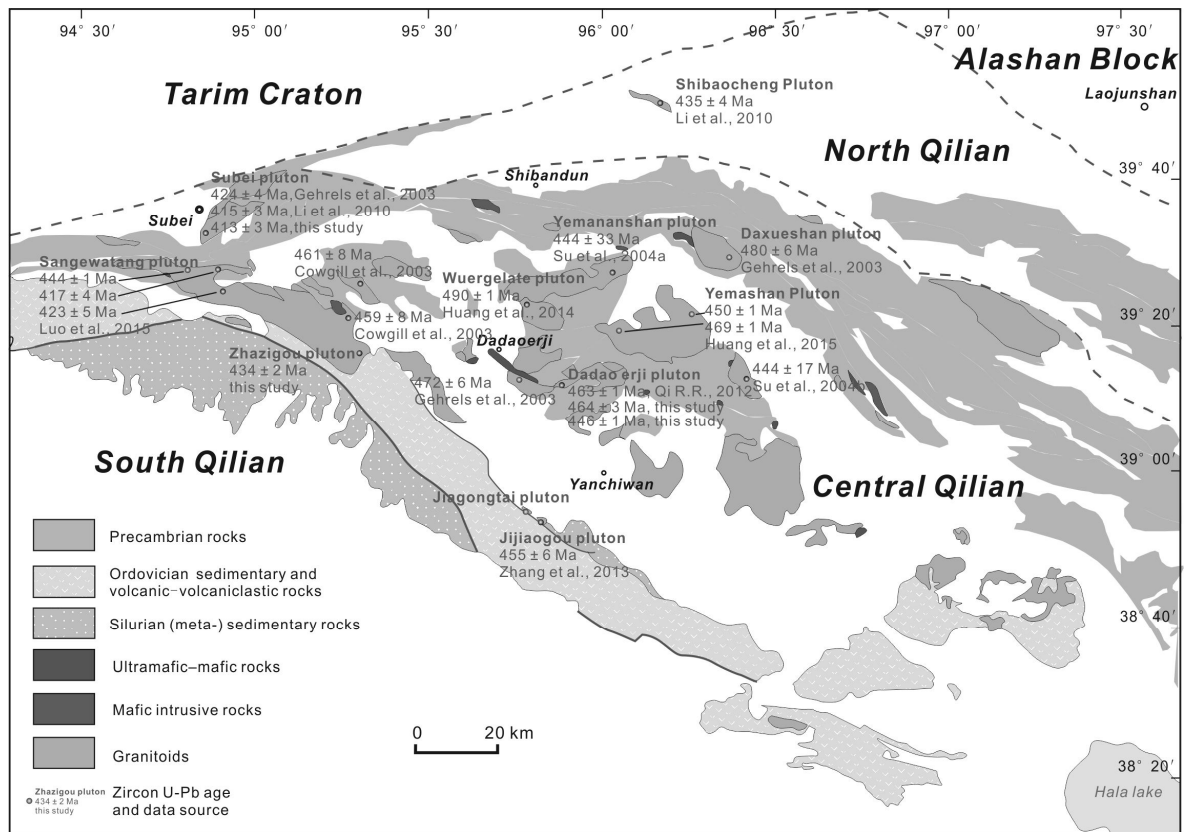 94° 30′
95° 00′
95° 30′
96° 00′
96° 30′
97° 00′
97° 30′
Alashan Block
Laojunshan
Tarim Craton
Shibaocheng Pluton
435 ± 4 Ma
Li et al., 2010
North Qilian
39° 40′
Shibandun
Subei pluton
424 ± 4 Ma, Gehrels et al., 2003
415 ± 3 Ma, Li et al., 2010
413 ± 3 Ma, this study
Subei
Yemananshan pluton
444 ± 33 Ma
Su et al., 2004a
Daxueshan pluton
480 ± 6 Ma
Gehrels et al., 2003
461 ± 8 Ma
Cowgill et al., 2003
Sangewatang pluton
444 ± 1 Ma
417 ± 4 Ma
423 ± 5 Ma
Luo et al., 2015
Wuergelate pluton
490 ± 1 Ma
Huang et al., 2014
Yemashan Pluton
450 ± 1 Ma
469 ± 1 Ma
Huang et al., 2015
39° 20′
459 ± 8 Ma
Cowgill et al., 2003
Dadaoerji
Zhazigou pluton
434 ± 2 Ma
this study
472 ± 6 Ma
Gehrels et al., 2003
Dadao erji pluton
463 ± 1 Ma, Qi R.R., 2012
464 ± 3 Ma, this study
446 ± 1 Ma, this study
444 ± 17 Ma
Su et al., 2004b
39° 00′
South Qilian
Yanchiwan
Central Qilian
Jiagongtai pluton
Jijiaogou pluton
455 ± 6 Ma
Zhang et al., 2013
38° 40′
Precambrian rocks
Ordovician sedimentary and
volcanic-volcaniclastic rocks
Silurian (meta-) sedimentary rocks
Ultramafic–mafic rocks
Mafic intrusive rocks
Granitoids
Zhazigou pluton
434 ± 2 Ma
this study
Zircon U-Pb age
and data source
0 20 km
38° 20′
Hala lake